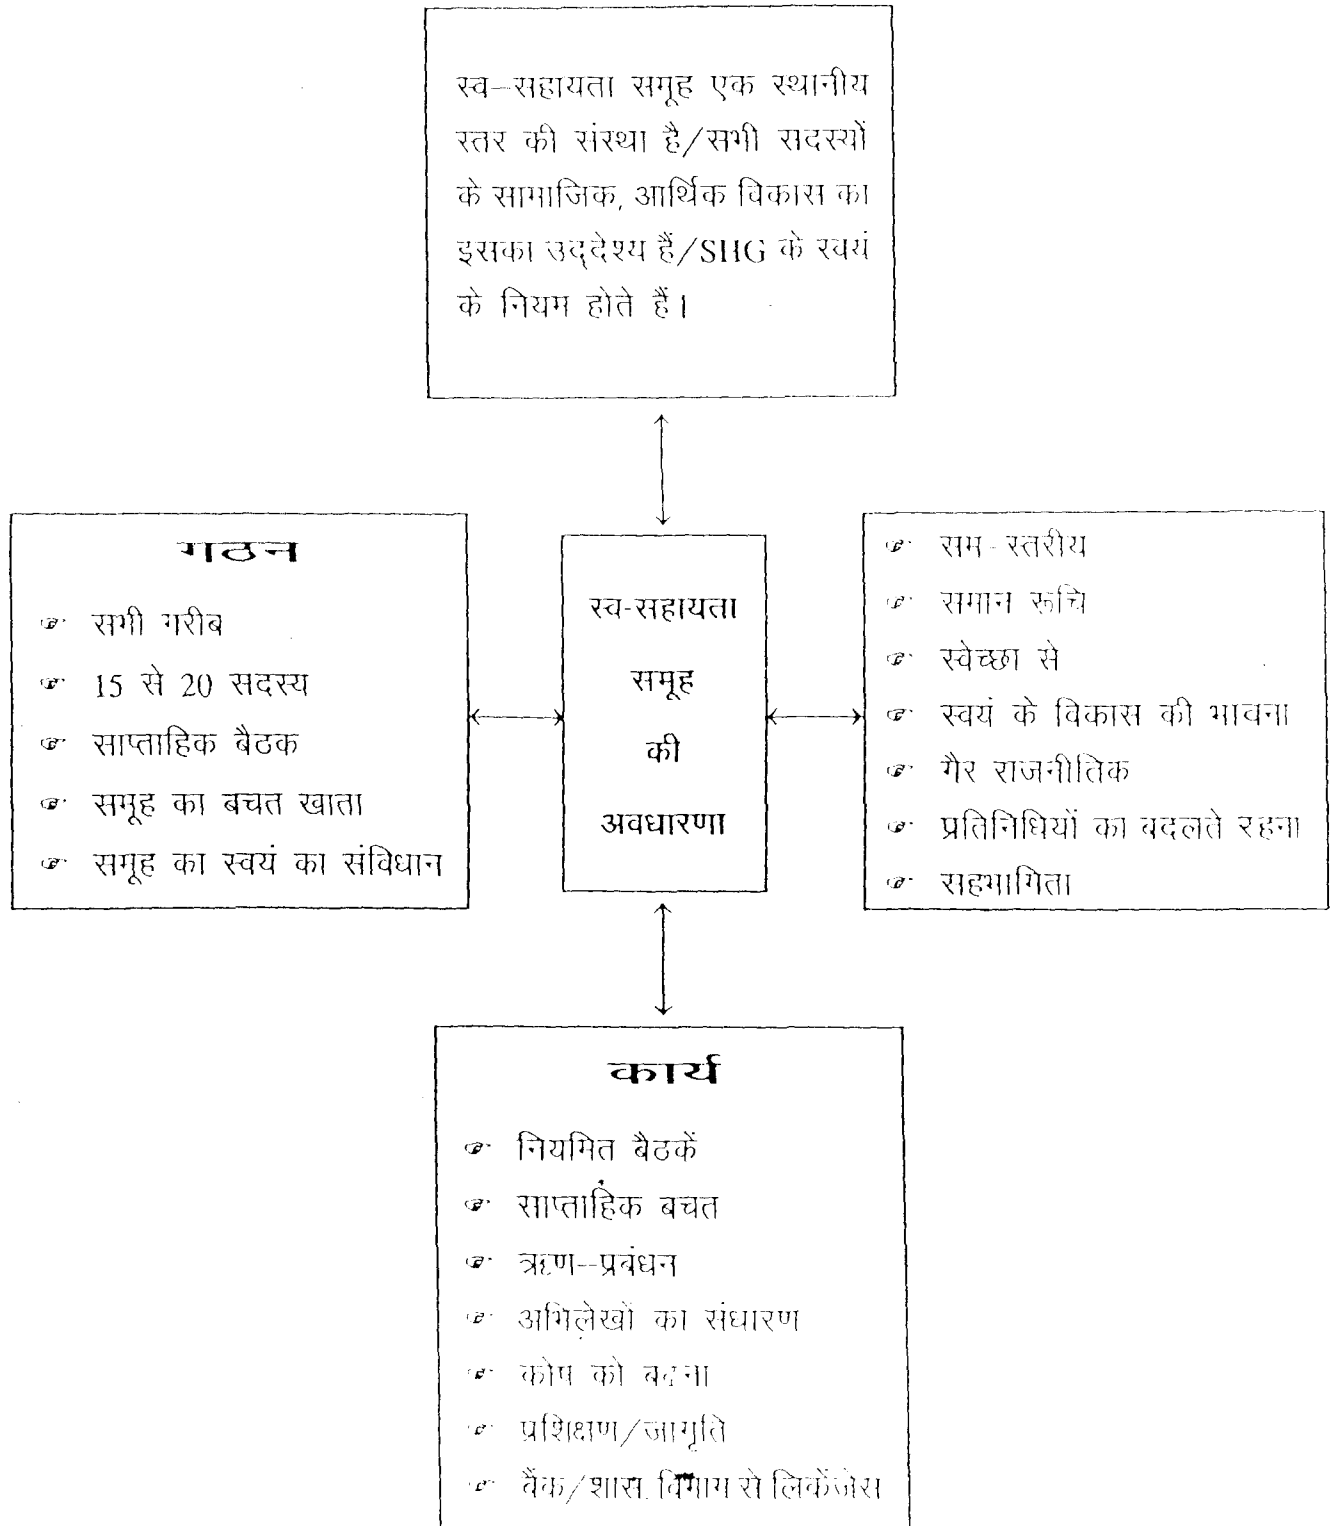 स्व–सहायता समूह एक स्थानीय
स्तर की संस्था है/सभी सदस्यों
के सामाजिक, आर्थिक विकास का
इसका उद्देश्य हैं/SHG के स्वयं
के नियम होते हैं।
गठन
☞ सभी गरीब
☞ 15 से 20 सदस्य
☞ साप्ताहिक बैठक
☞ समूह का बचत खाता
☞ समूह का स्वयं का संविधान
स्व-सहायता
समूह
की
अवधारणा
☞ सम-स्तरीय
☞ समान रूचि
☞ स्वेच्छा से
☞ स्वयं के विकास की भावना
☞ गैर राजनीतिक
☞ प्रतिनिधियों का बदलते रहना
☞ सहभागिता
कार्य
☞ नियमित बैठकें
☞ साप्ताहिक बचत
☞ ऋण–प्रबंधन
☞ अभिलेखों का संधारण
☞ कोष को
☞ प्रशिक्षण/जागृति
☞ बैंक/शास. विभाग से लिकेंजेस